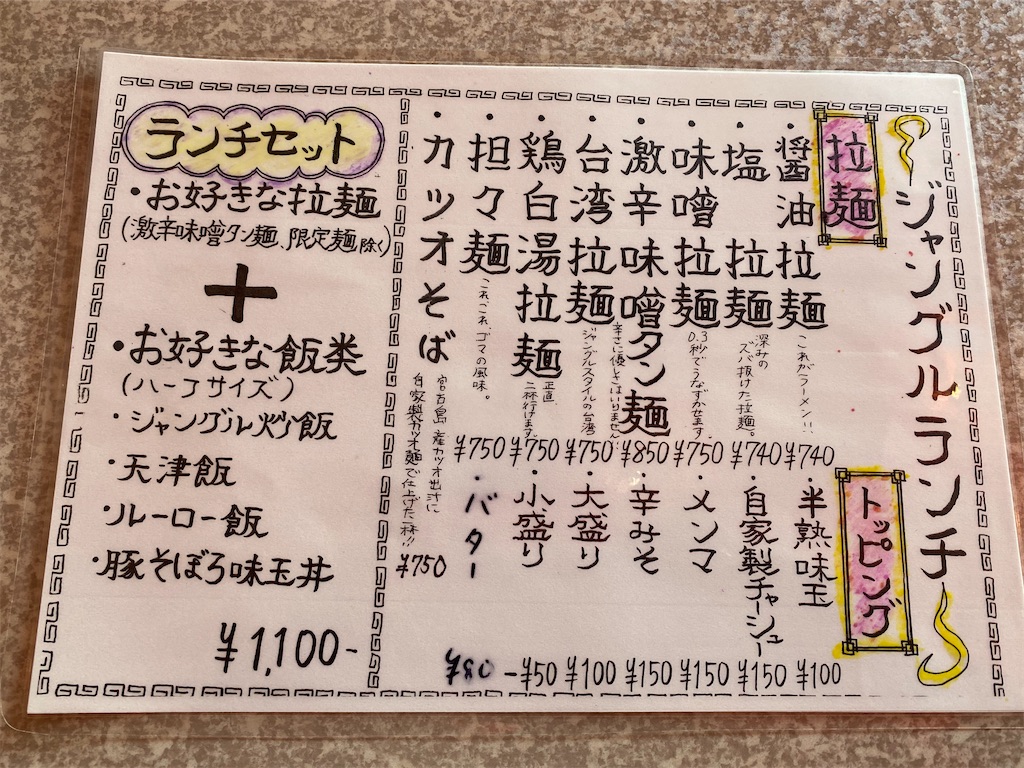 ジャングルランチ
拉麺
・醤油拉麺
これがラーメン!!
¥740
・塩拉麺
深みの
ズバ抜けた拉麺。
¥740
・味噌拉麺
0.3秒でうなずかせます。
¥750
・激辛味噌タン麺
辛さに優しさはいりません…
¥850
・台湾拉麺
ジャングルスタイルの台湾
¥750
・鶏白湯拉麺
正直、
二杯行けます
¥750
・担々麺
これこれ、ゴマの風味。
¥750
・カツオそば
宮古島産カツオ出汁に
自家製カツオ麺で仕上げた一杯!!
¥750
トッピング
・半熟味玉
¥100
・自家製チャーシュー
¥150
・メンマ
¥150
・辛みそ
¥150
・大盛り
¥100
・小盛り
-¥50
・バター
¥80
ランチセット
・お好きな拉麺
(激辛味噌タン麺、限定麺除く)
+
・お好きな飯類
(ハーフサイズ)
・ジャングル炒飯
・天津飯
・ルーロー飯
・豚そぼろ味玉丼
¥1,100-